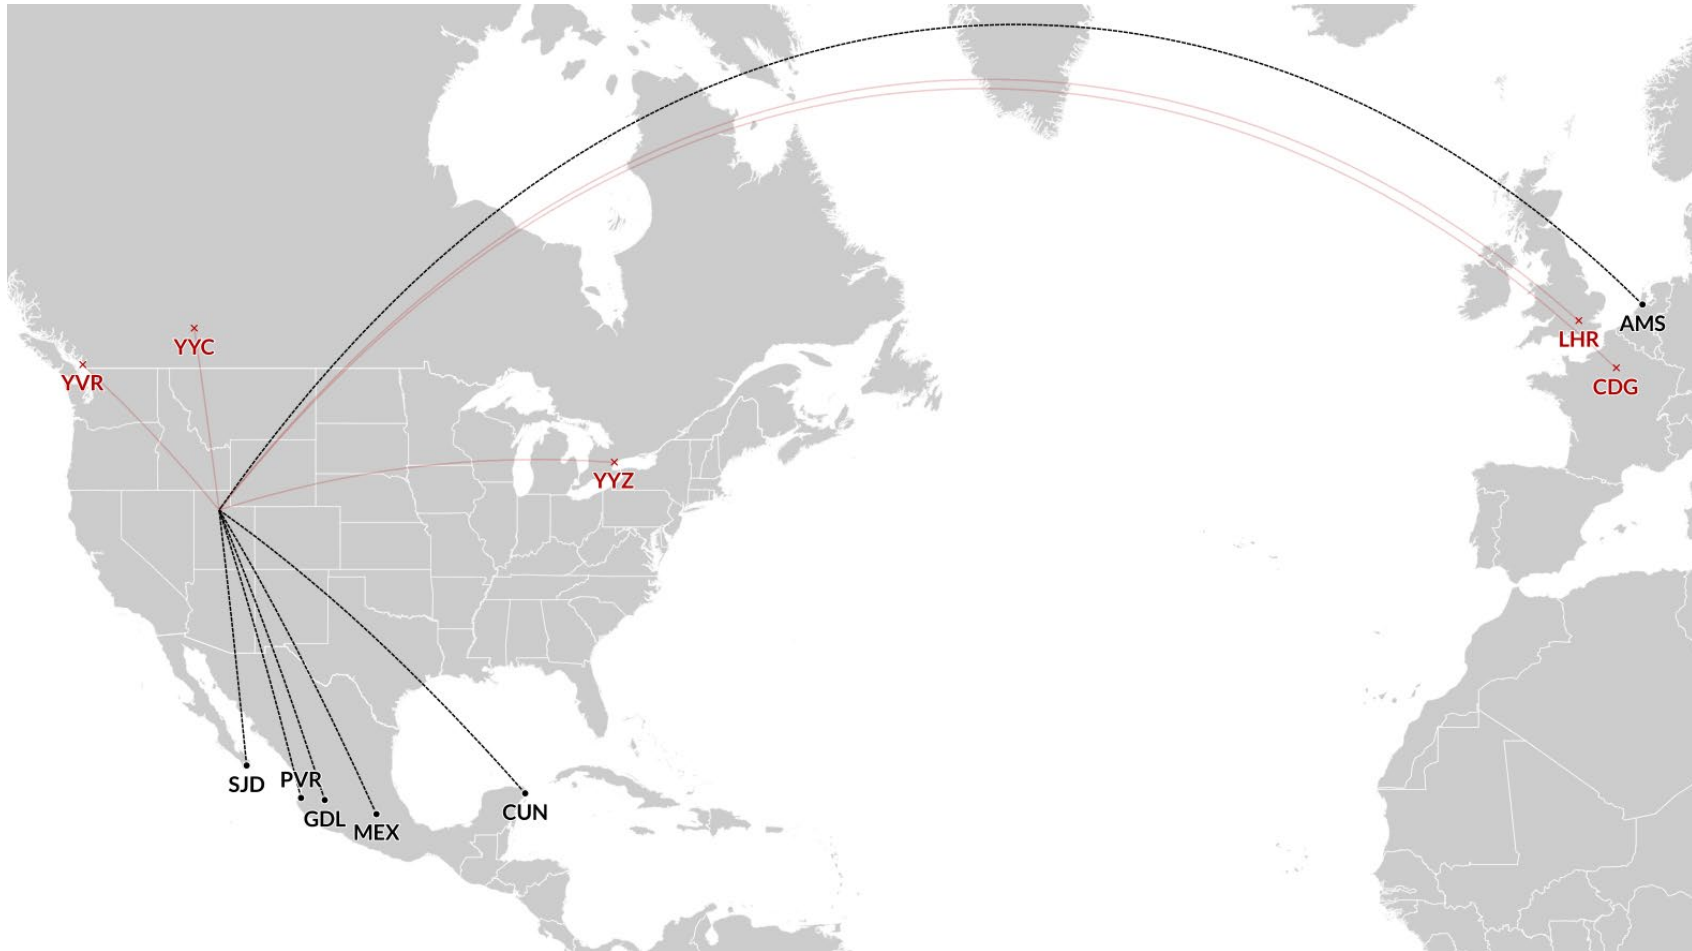 YYC
YVR
AMS
LHR
CDG
YYZ
SJD
PVR
GDL
MEX
CUN